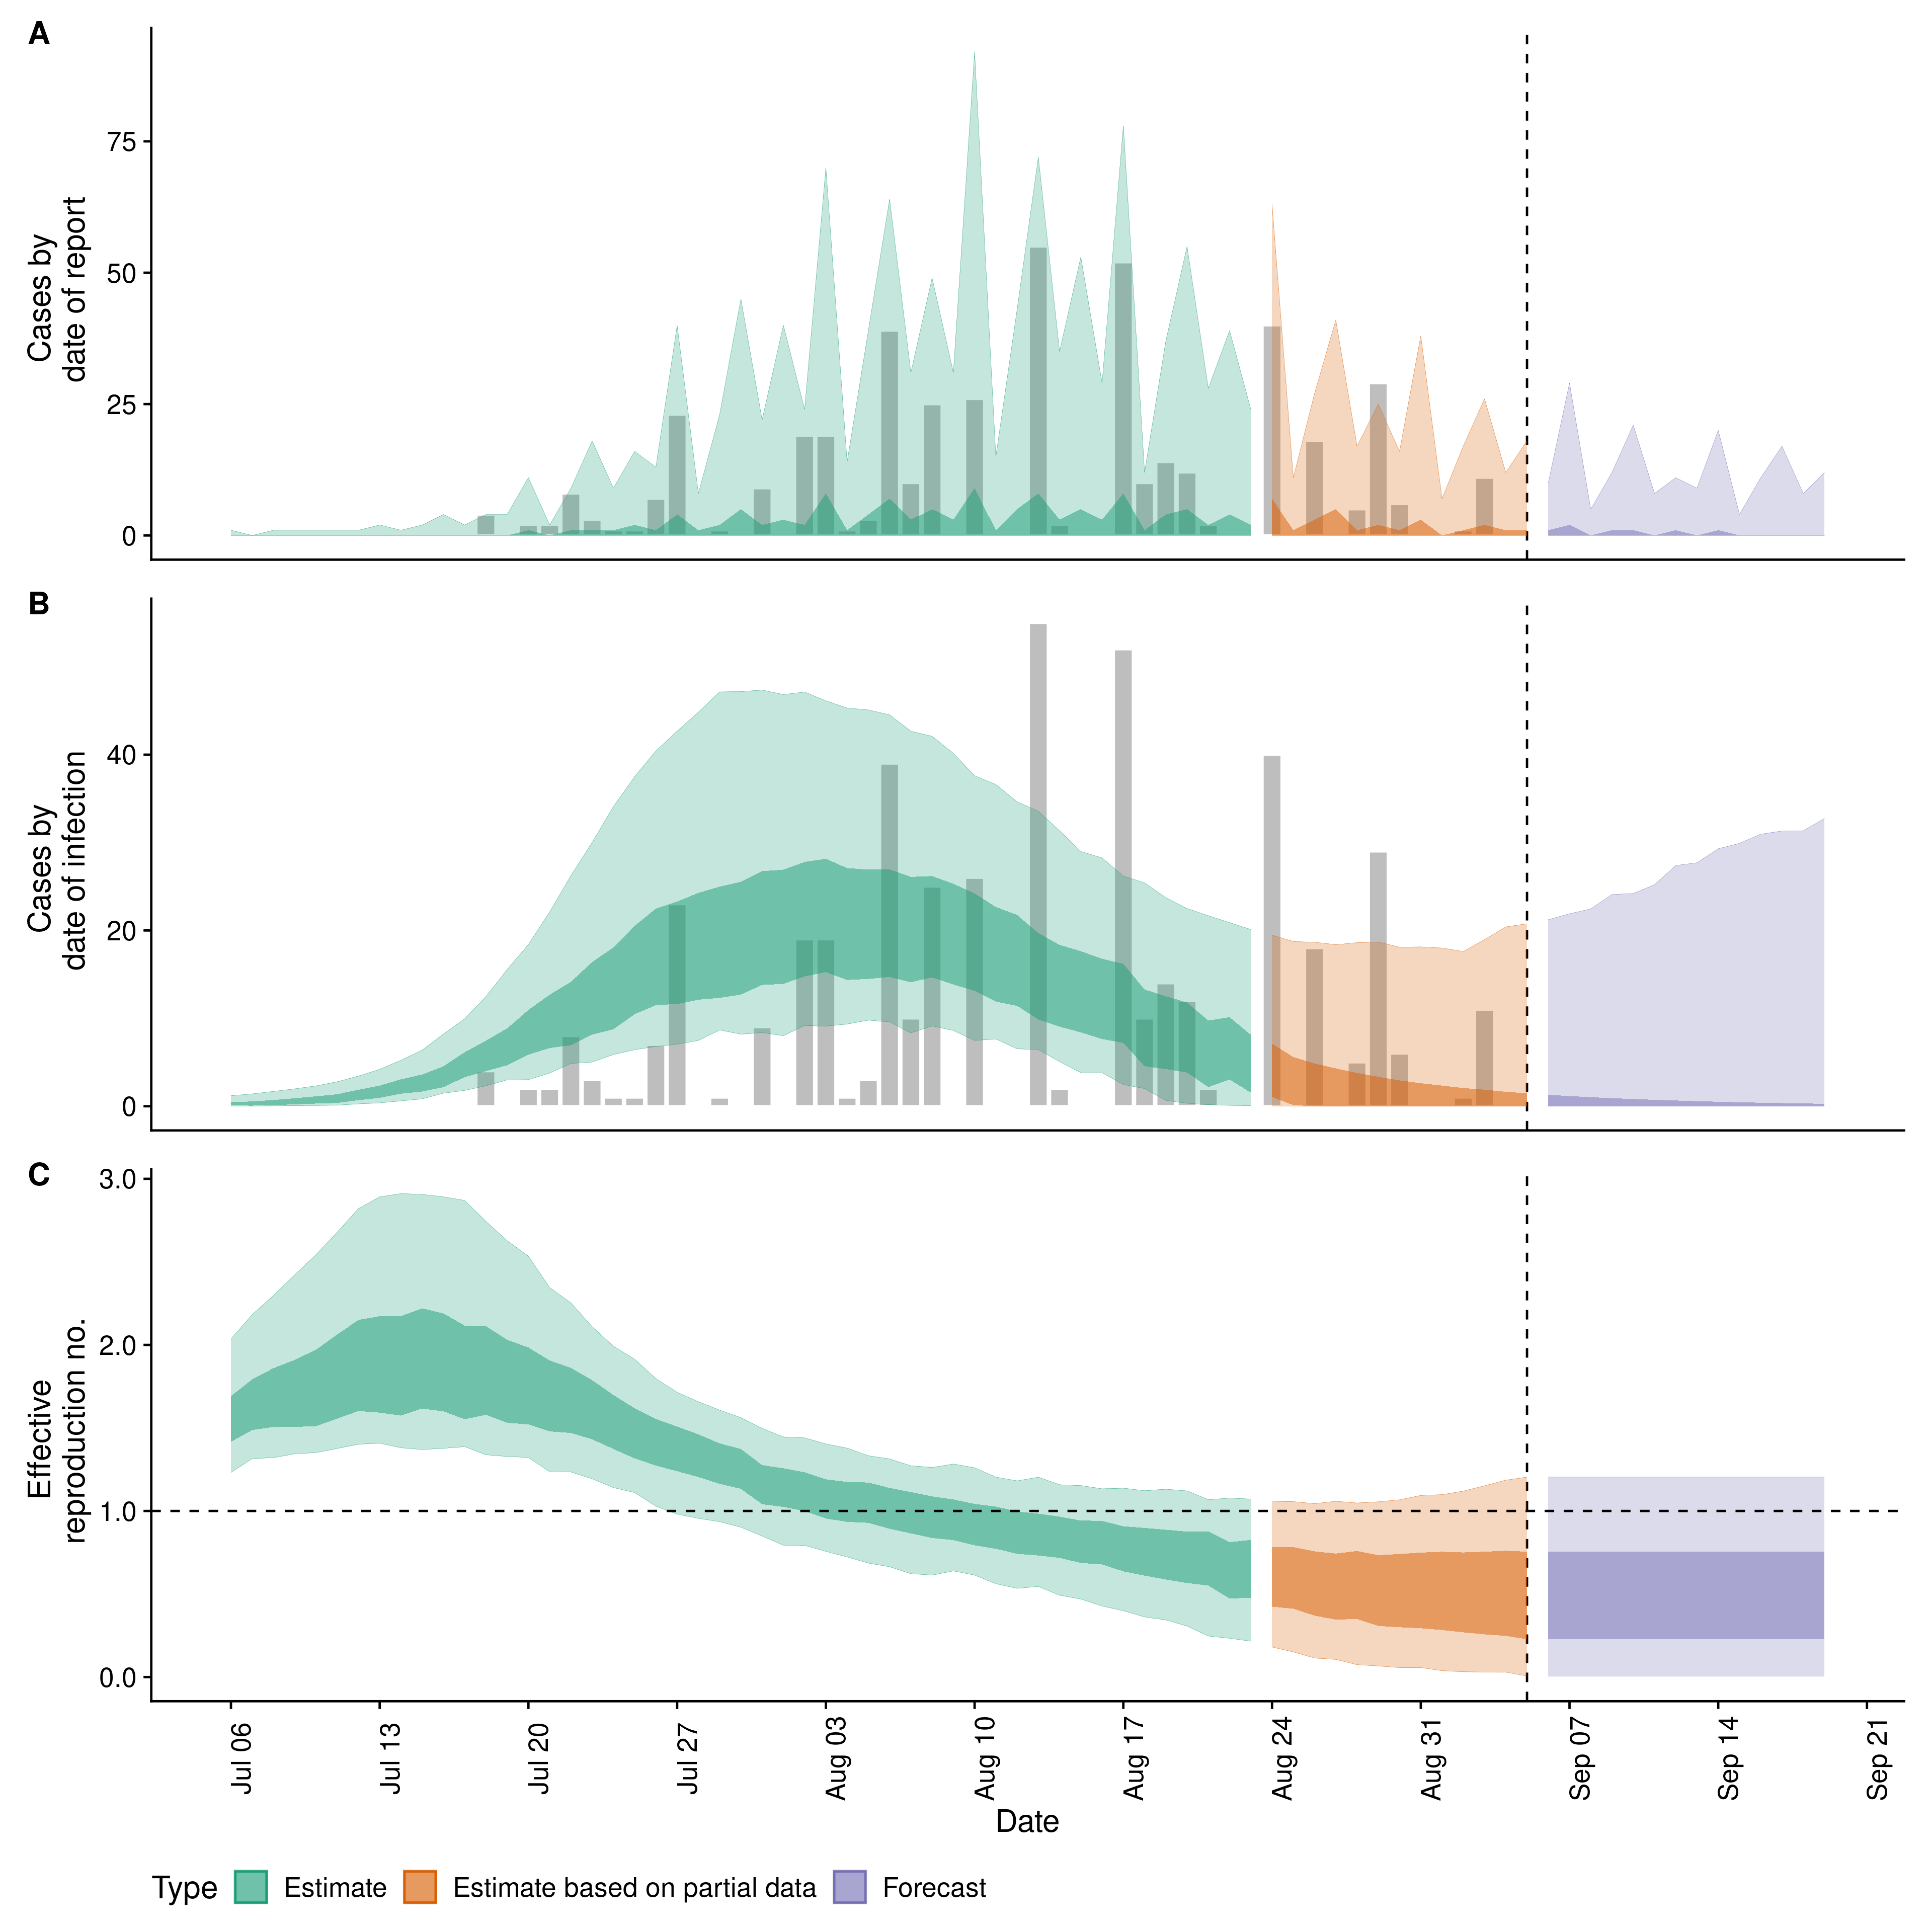 A
Cases by
date of report
75
50
25
0
B
Cases by
date of infection
40
20
0
C
Effective
reproduction no.
3.0
2.0
1.0
0.0
Jul 06
Jul 13
Jul 20
Jul 27
Aug 03
Aug 10
Aug 17
Aug 24
Aug 31
Sep 07
Sep 14
Sep 21
Date
Type Estimate Estimate based on partial data Forecast